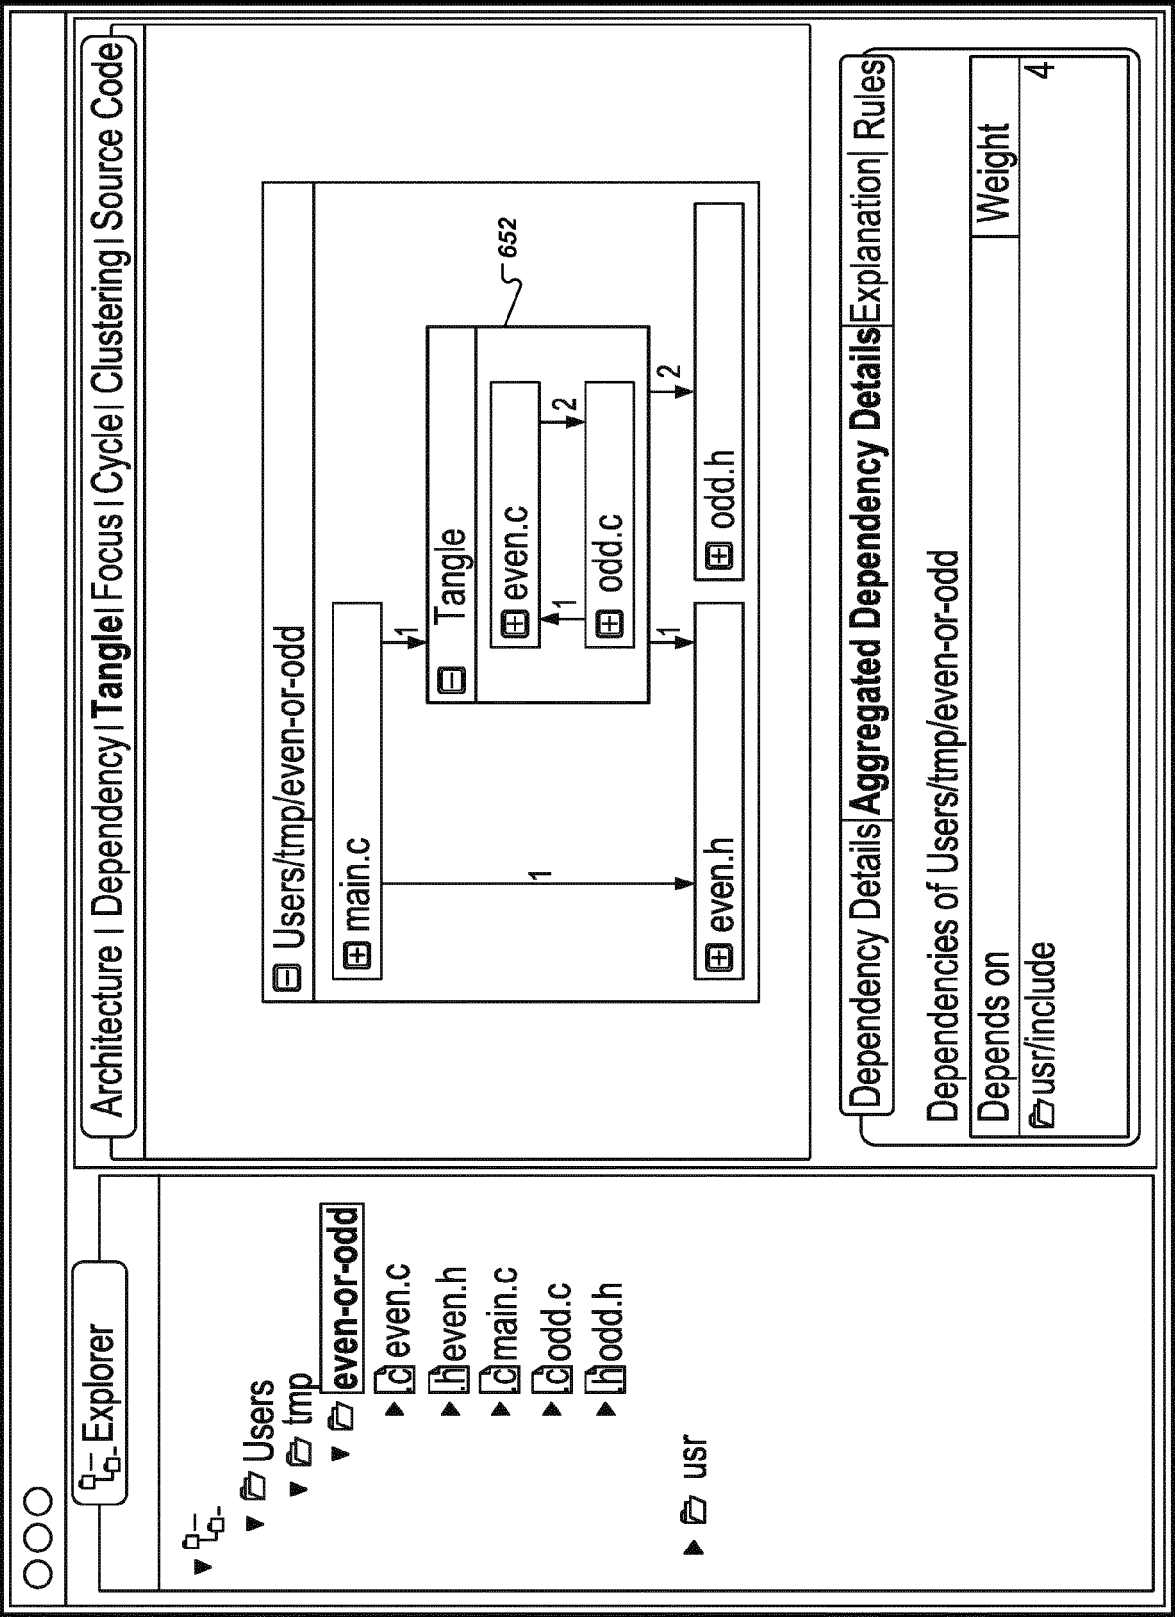 Explorer
Users
tmp
even-or-odd
.c even.c
.h even.h
.c main.c
.c odd.c
.h odd.h
usr
Architecture | Dependency | Tangle | Focus | Cycle | Clustering | Source Code
Users/tmp/even-or-odd
main.c
1
Tangle
652
even.c
1
2
odd.c
1
1
2
even.h
odd.h
Dependency Details | Aggregated Dependency Details | Explanation | Rules
Dependencies of Users/tmp/even-or-odd
Depends on Weight
usr/include 4